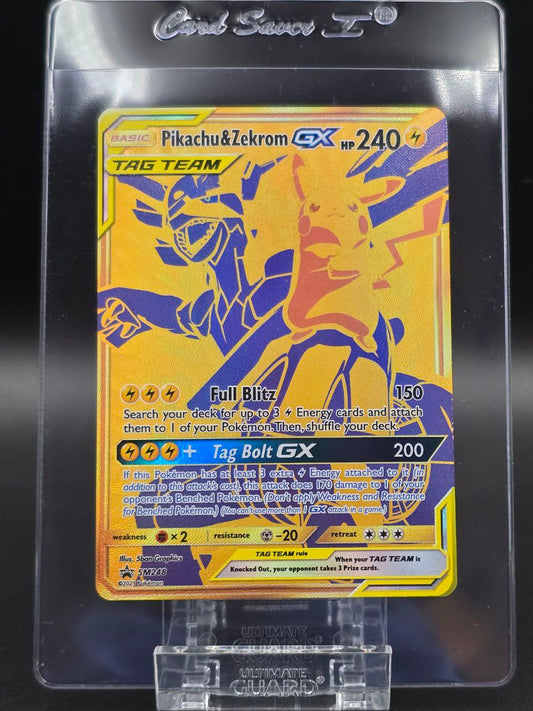 Card Saver I®
BASIC Pikachu&Zekrom GX HP 240
TAG TEAM
Full Blitz 150
Search your deck for up to 3 Energy cards and attach
them to 1 of your Pokémon. Then, shuffle your deck.
+ Tag Bolt GX 200
If this Pokémon has at least 3 extra Energy attached to it (in
addition to this attack's cost), this attack does 170 damage to 1 of your
opponent's Benched Pokémon. (Don't apply Weakness and Resistance
for Benched Pokémon.) (You can't use more than 1 GX attack in a game.)
weakness ×2 resistance -20 retreat
TAG TEAM rule When your TAG TEAM is
Knocked Out, your opponent takes 3 Prize cards.
Illus. 5ban Graphics
SM248
©2021 Pokémon
ULTIMATE
GUARD
ULTIMATE
GUARD